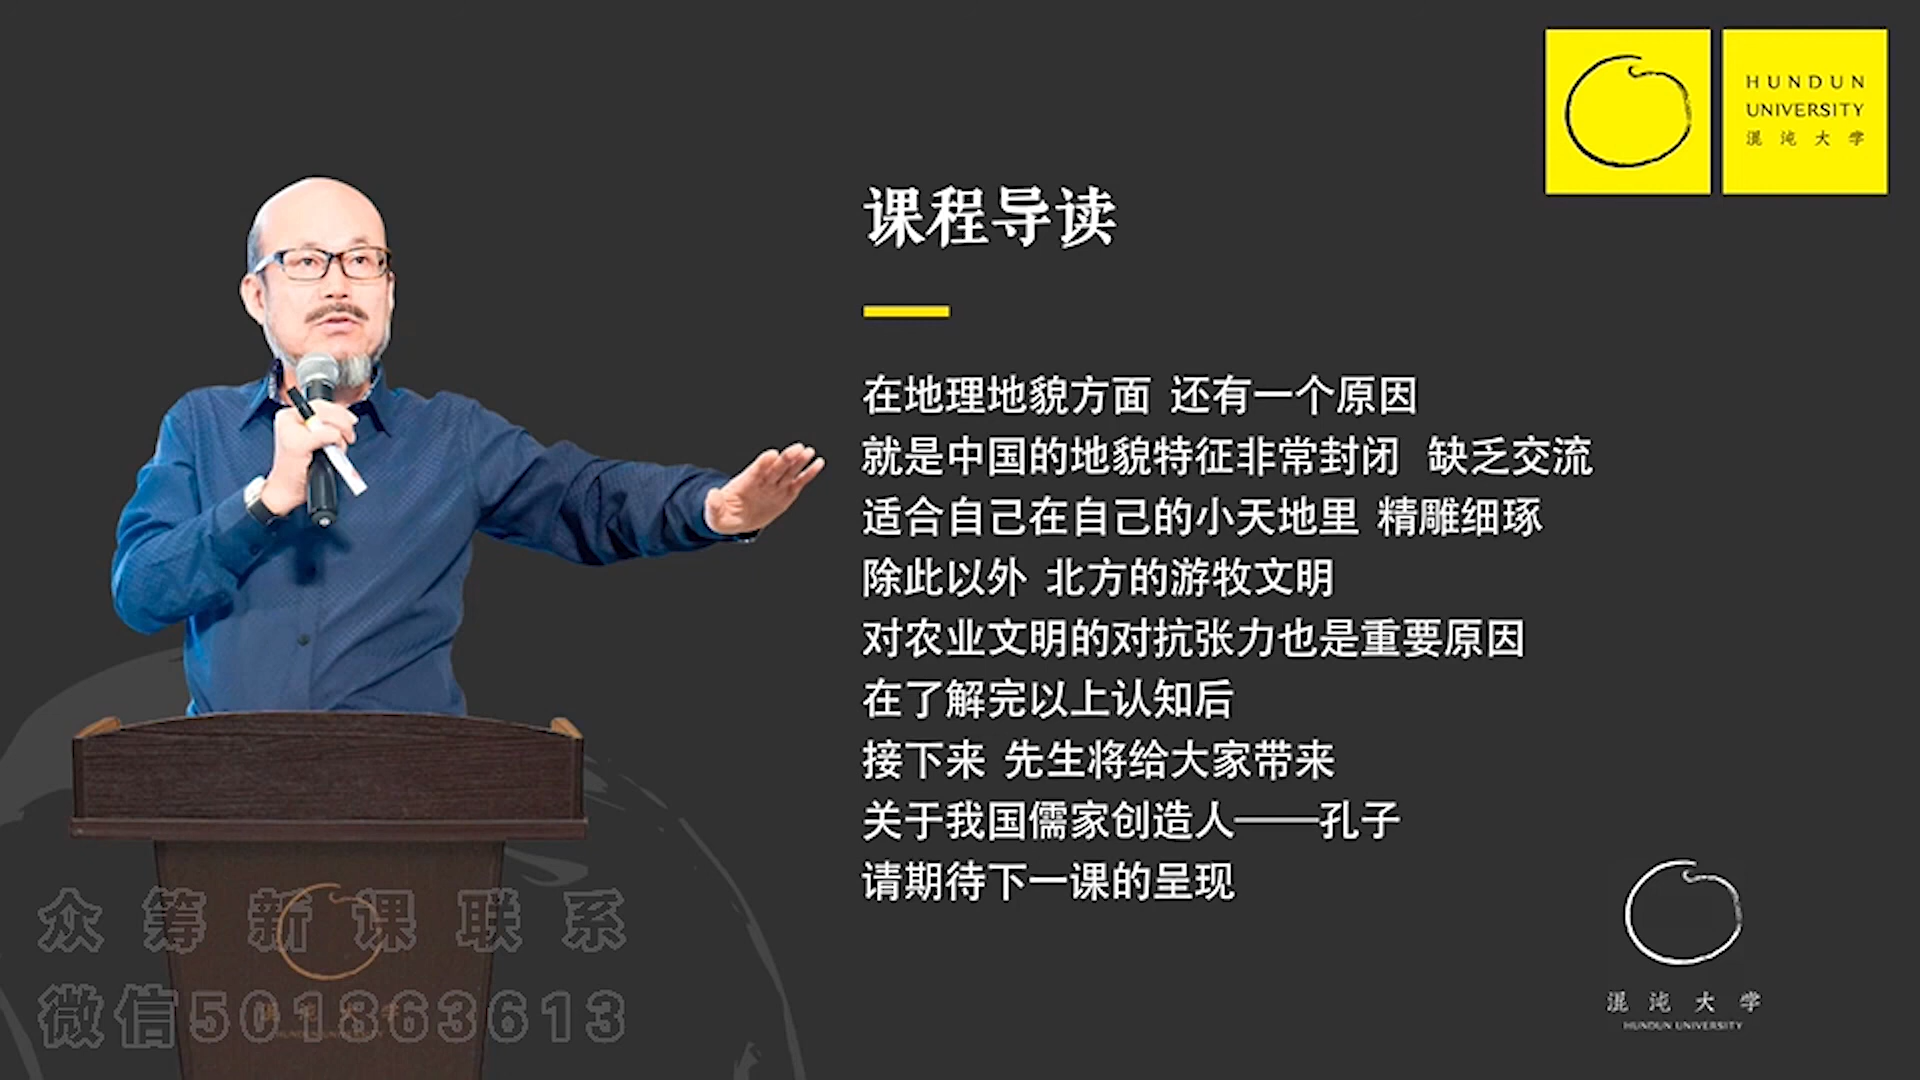 HUNDUN
UNIVERSITY
混沌大学
课程导读
在地理地貌方面 还有一个原因
就是中国的地貌特征非常封闭 缺乏交流
适合自己在自己的小天地里 精雕细琢
除此以外 北方的游牧文明
对农业文明的对抗张力也是重要原因
在了解完以上认知后
接下来 先生将给大家带来
关于我国儒家创造人——孔子
请期待下一课的呈现
众筹新课联系
微信501863613
混沌大学
HUNDUN UNIVERSITY